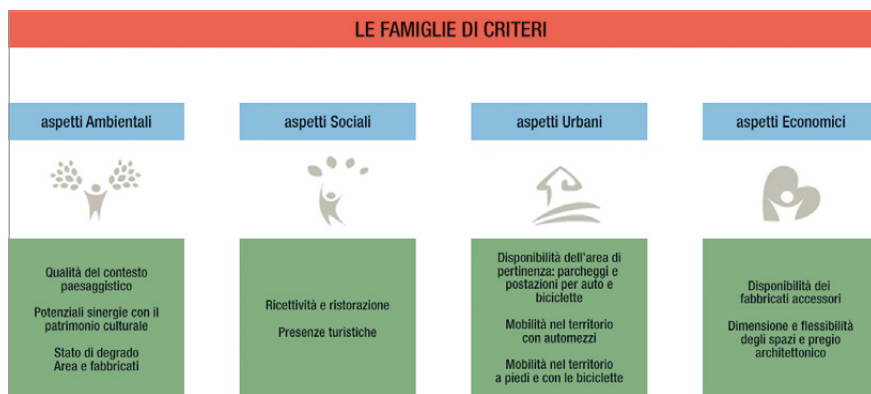 LE FAMIGLIE DI CRITERI
aspetti Ambientali
aspetti Sociali
aspetti Urbani
aspetti Economici
Qualità del contesto
paesaggistico
Potenziali sinergie con il
patrimonio culturale
Stato di degrado
Area e fabbricati
Ricettività e ristorazione
Presenze turistiche
Disponibilità dell'area di
pertinenza: parcheggi e
postazioni per auto e
biciclette
Mobilità nel territorio
con automezzi
Mobilità nel territorio
a piedi e con le biciclette
Disponibilità dei
fabbricati accessori
Dimensione e flessibilità
degli spazi e pregio
architettonico